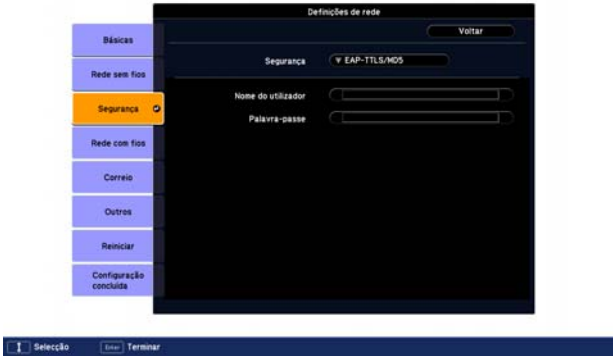 Definições de rede
Voltar
Básicas
Rede sem fios
Segurança
Rede com fios
Correio
Outros
Reiniciar
Configuração
concluída
Segurança
EAP-TTLS/MD5
Nome do utilizador
Palavra-passe
Selecção
Enter Terminar